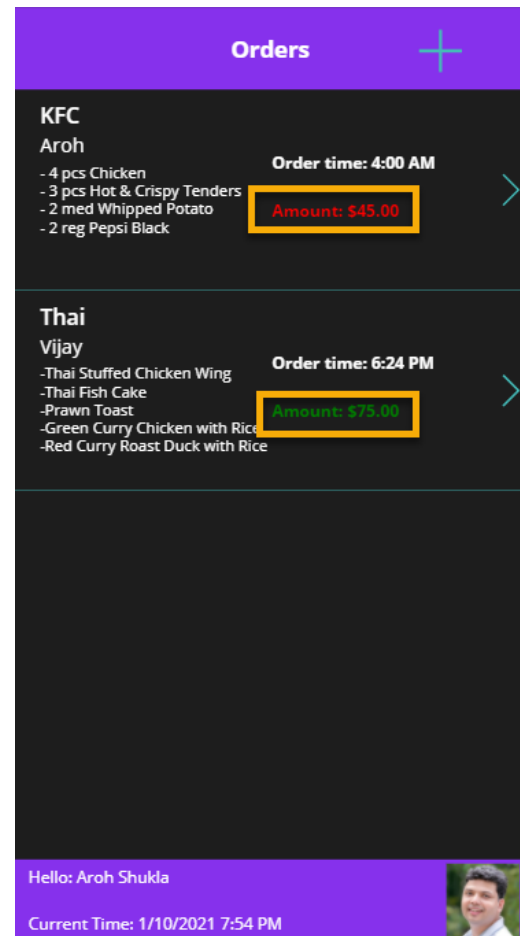 Orders
KFC
Aroh
- 4 pcs Chicken
- 3 pcs Hot & Crispy Tenders
- 2 med Whipped Potato
- 2 reg Pepsi Black
Order time: 4:00 AM
Amount: $45.00
Thai
Vijay
-Thai Stuffed Chicken Wing
-Thai Fish Cake
-Prawn Toast
-Green Curry Chicken with Rice
-Red Curry Roast Duck with Rice
Order time: 6:24 PM
Amount: $75.00
Hello: Aroh Shukla
Current Time: 1/10/2021 7:54 PM